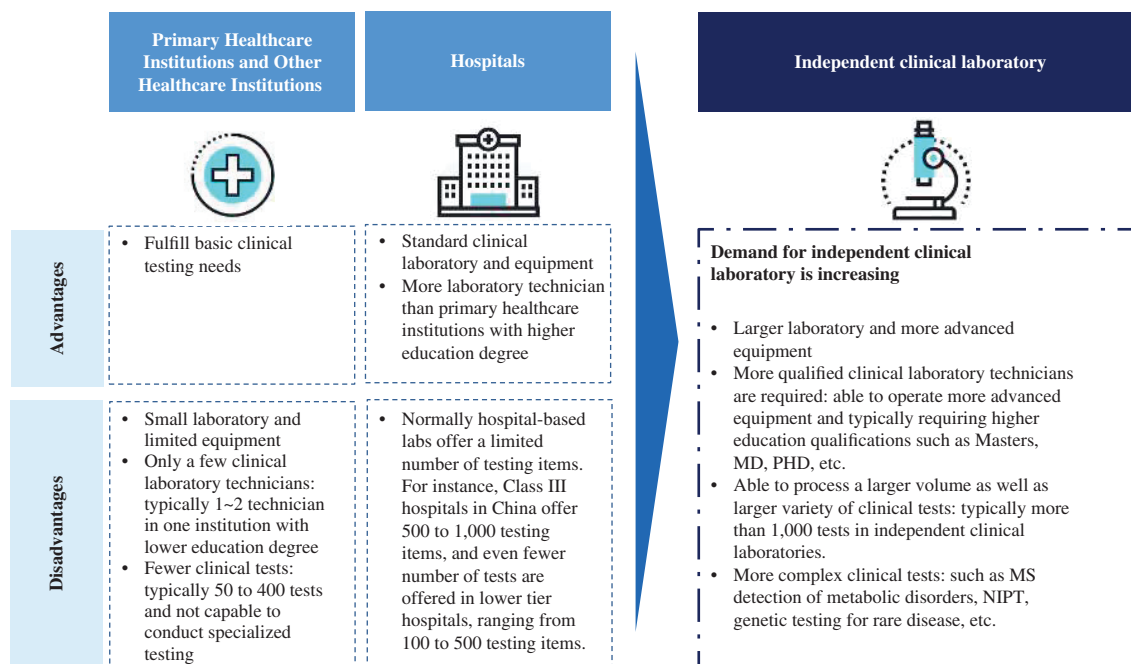 Primary Healthcare
Institutions and Other
Healthcare Institutions
Hospitals
Independent clinical laboratory
Advantages
• Fulfill basic clinical
testing needs
• Standard clinical
laboratory and equipment
• More laboratory technician
than primary healthcare
institutions with higher
education degree
Disadvantages
• Small laboratory and
limited equipment
• Only a few clinical
laboratory technicians:
typically 1~2 technician
in one institution with
lower education degree
• Fewer clinical tests:
typically 50 to 400 tests
and not capable to
conduct specialized
testing
• Normally hospital-based
labs offer a limited
number of testing items.
For instance, Class III
hospitals in China offer
500 to 1,000 testing
items, and even fewer
number of tests are
offered in lower tier
hospitals, ranging from
100 to 500 testing items.
Demand for independent clinical
laboratory is increasing
• Larger laboratory and more advanced
equipment
• More qualified clinical laboratory technicians
are required: able to operate more advanced
equipment and typically requiring higher
education qualifications such as Masters,
MD, PHD, etc.
• Able to process a larger volume as well as
larger variety of clinical tests: typically more
than 1,000 tests in independent clinical
laboratories.
• More complex clinical tests: such as MS
detection of metabolic disorders, NIPT,
genetic testing for rare disease, etc.